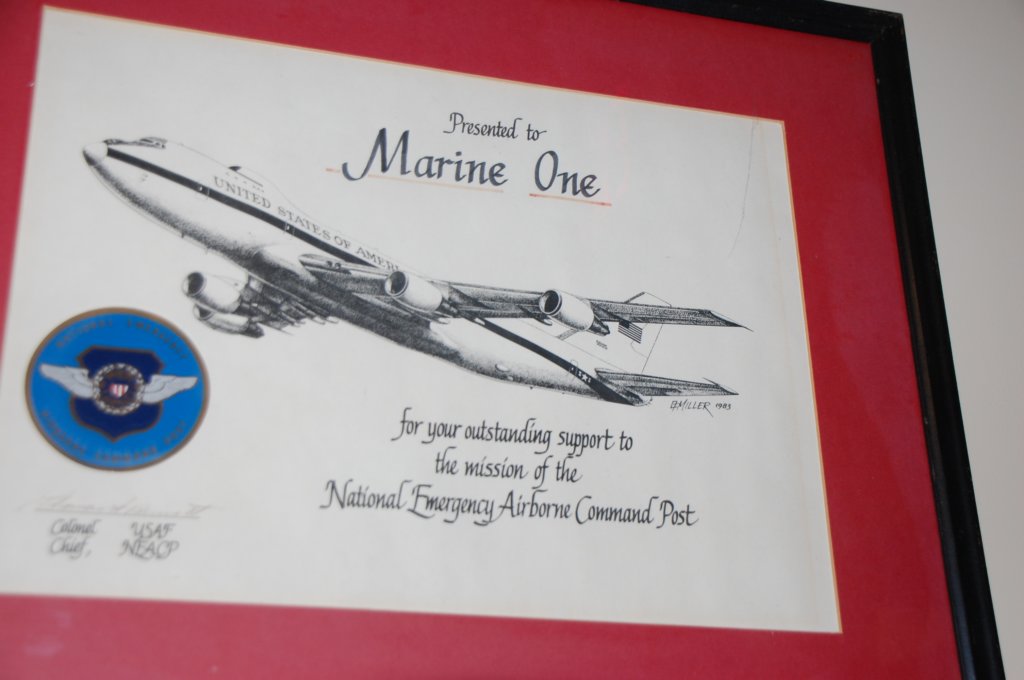 Presented to
Marine One
UNITED STATES OF AMERI
B.MILLER 1983
for your outstanding support to
the mission of the
National Emergency Airborne Command Post
Colonel USAF
Chief, NEACP